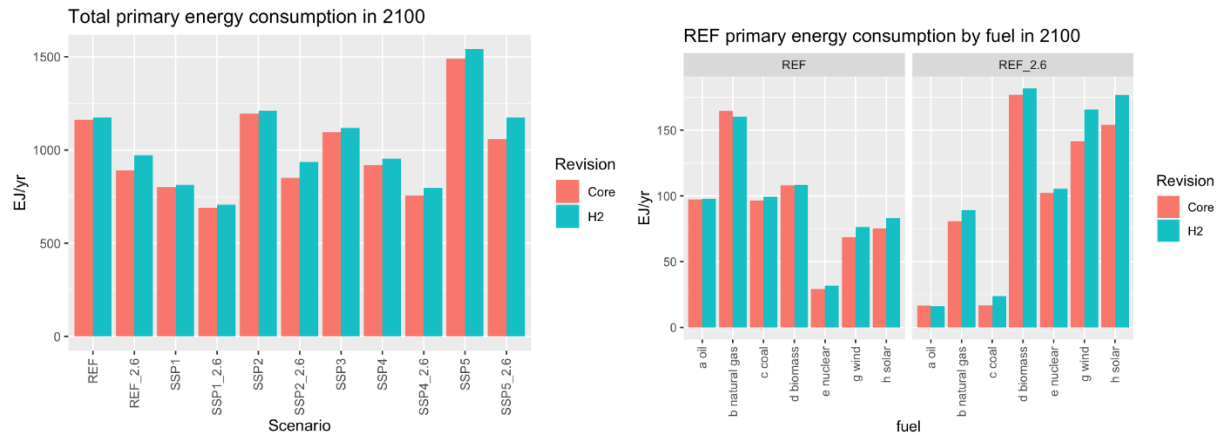 Total primary energy consumption in 2100
EJ/yr
1500
1000
500
0
REF
REF_2.6
SSP1
SSP1_2.6
SSP2
SSP2_2.6
SSP3
SSP4
SSP4_2.6
SSP5
SSP5_2.6
Scenario
Revision
Core
H2
REF primary energy consumption by fuel in 2100
REF
REF_2.6
EJ/yr
150
100
50
0
a oil
b natural gas
c coal
d biomass
e nuclear
g wind
h solar
a oil
b natural gas
c coal
d biomass
e nuclear
g wind
h solar
fuel
Revision
Core
H2